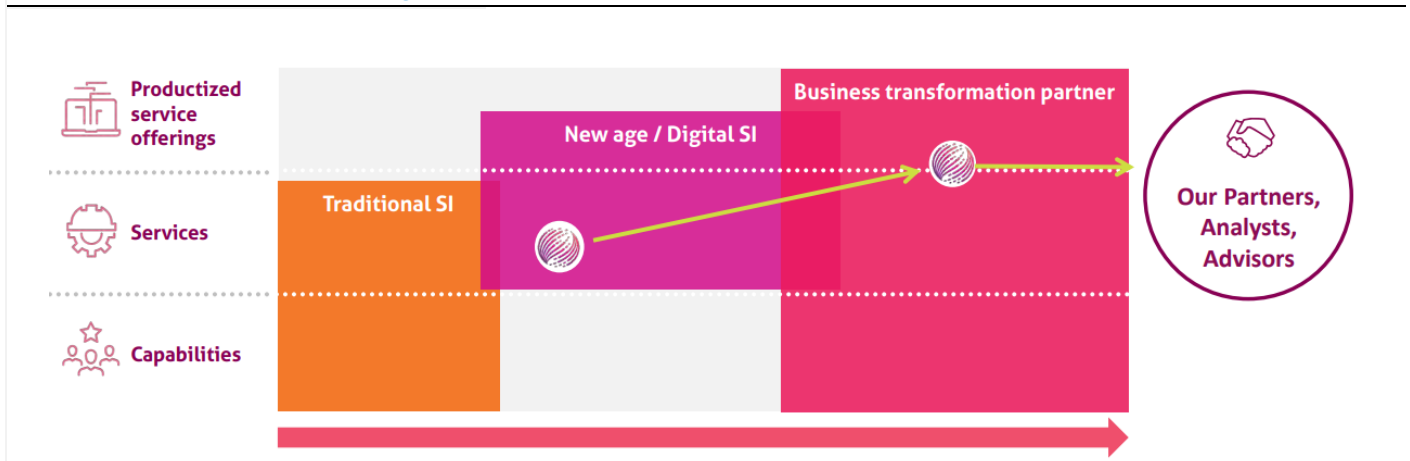 Productized
service
offerings
Services
Capabilities
Traditional SI
New age / Digital SI
Business transformation partner
Our Partners,
Analysts,
Advisors